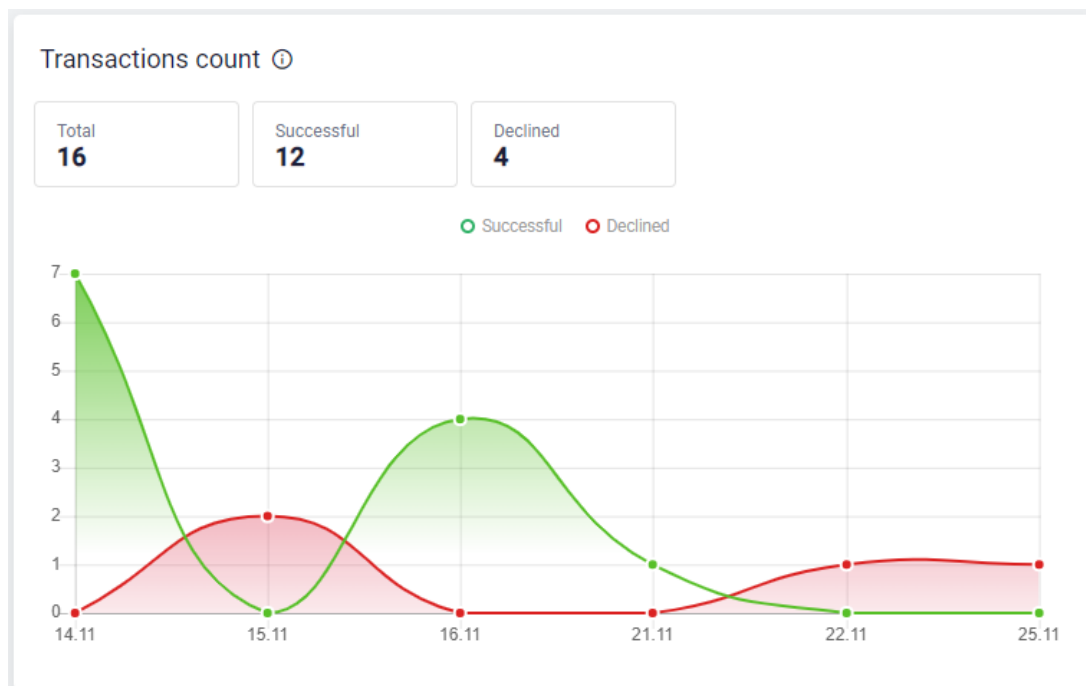 Transactions count
Total
16
Successful
12
Declined
4
Successful Declined
7
6
5
4
3
2
1
0
14.11 15.11 16.11 21.11 22.11 25.11